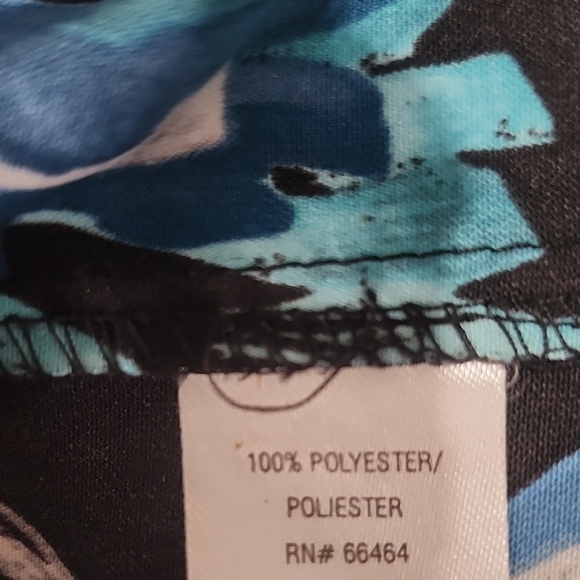 100% POLYESTER/
POLIESTER
RN# 66464